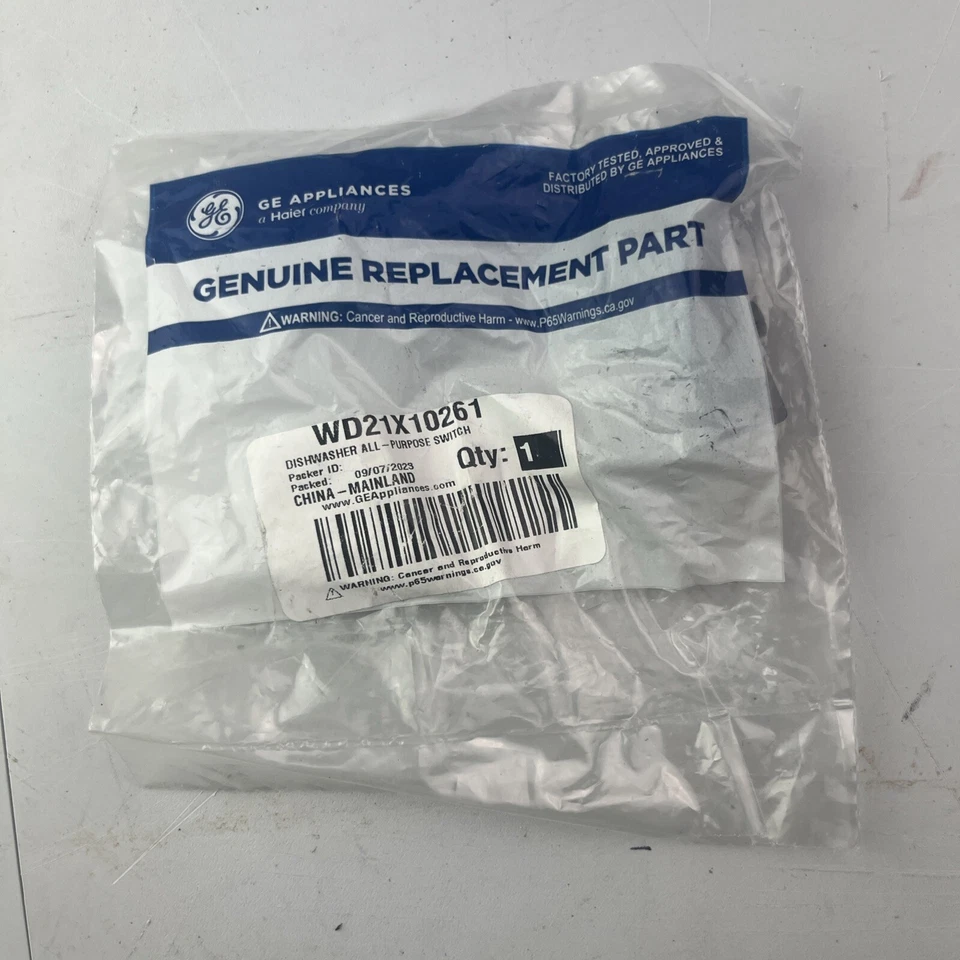 GE
GE APPLIANCES
a Haier company
FACTORY TESTED, APPROVED &
DISTRIBUTED BY GE APPLIANCES
GENUINE REPLACEMENT PART
WARNING: Cancer and Reproductive Harm - www.P65Warnings.ca.gov
WD21X10261
DISHWASHER ALL-PURPOSE SWITCH
Packer ID:
Packed: 09/07/2023
Qty: 1
CHINA-MAINLAND
www.GEAppliances.com
WARNING: Cancer and Reproductive Harm
www.p65warnings.ca.gov